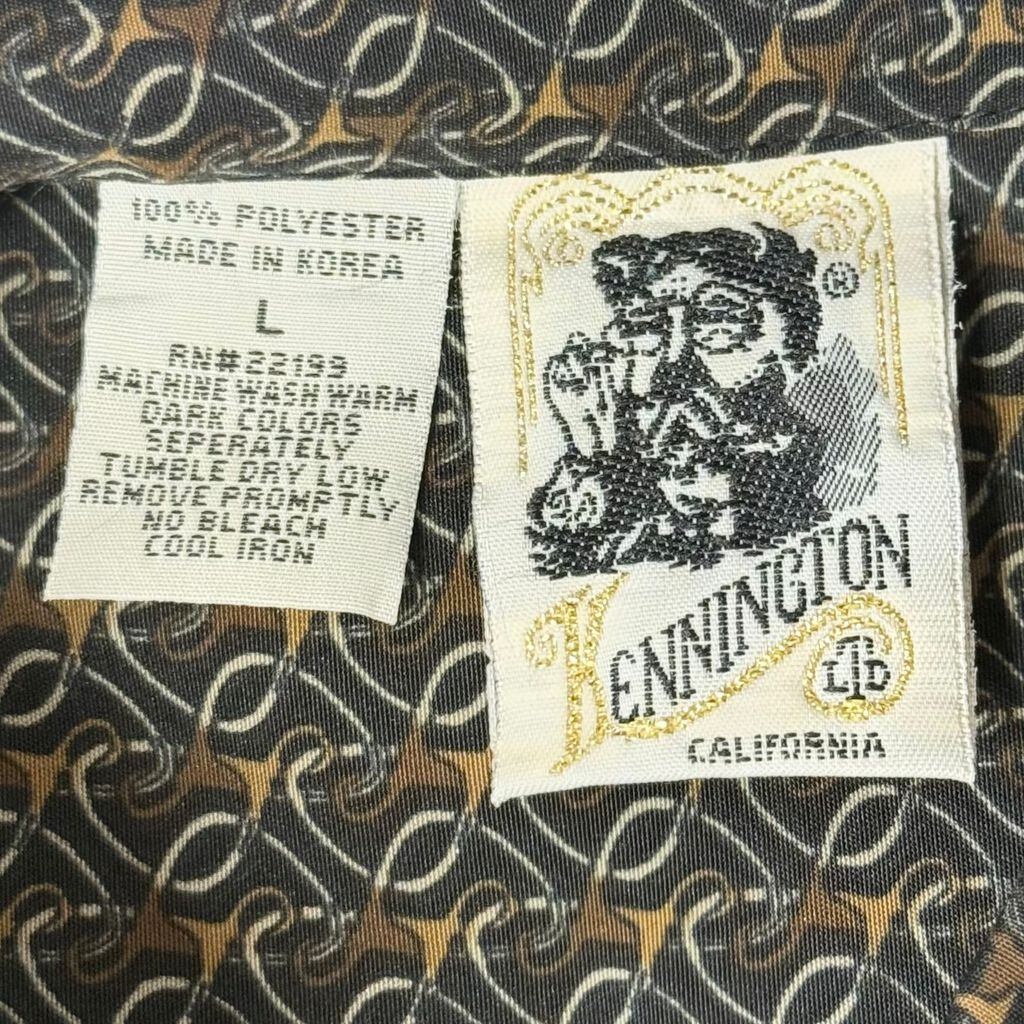 100% POLYESTER
MADE IN KOREA
L
RN#22199
MACHINE WASH WARM
DARK COLORS
SEPERATELY
TUMBLE DRY LOW
REMOVE PROMPTLY
NO BLEACH
COOL IRON
®
KENNINGTON
LTD
CALIFORNIA